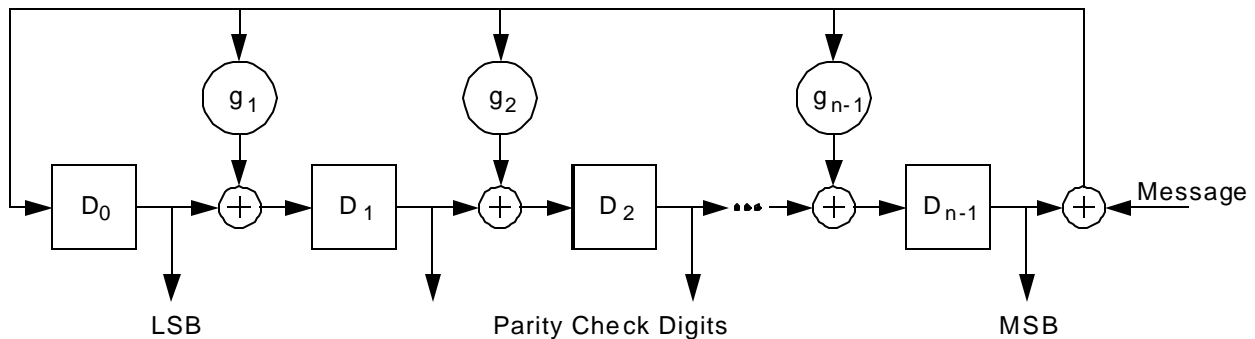 g1 g2 gn-1
D0 D1 D2 Dn-1 Message
LSB Parity Check Digits MSB